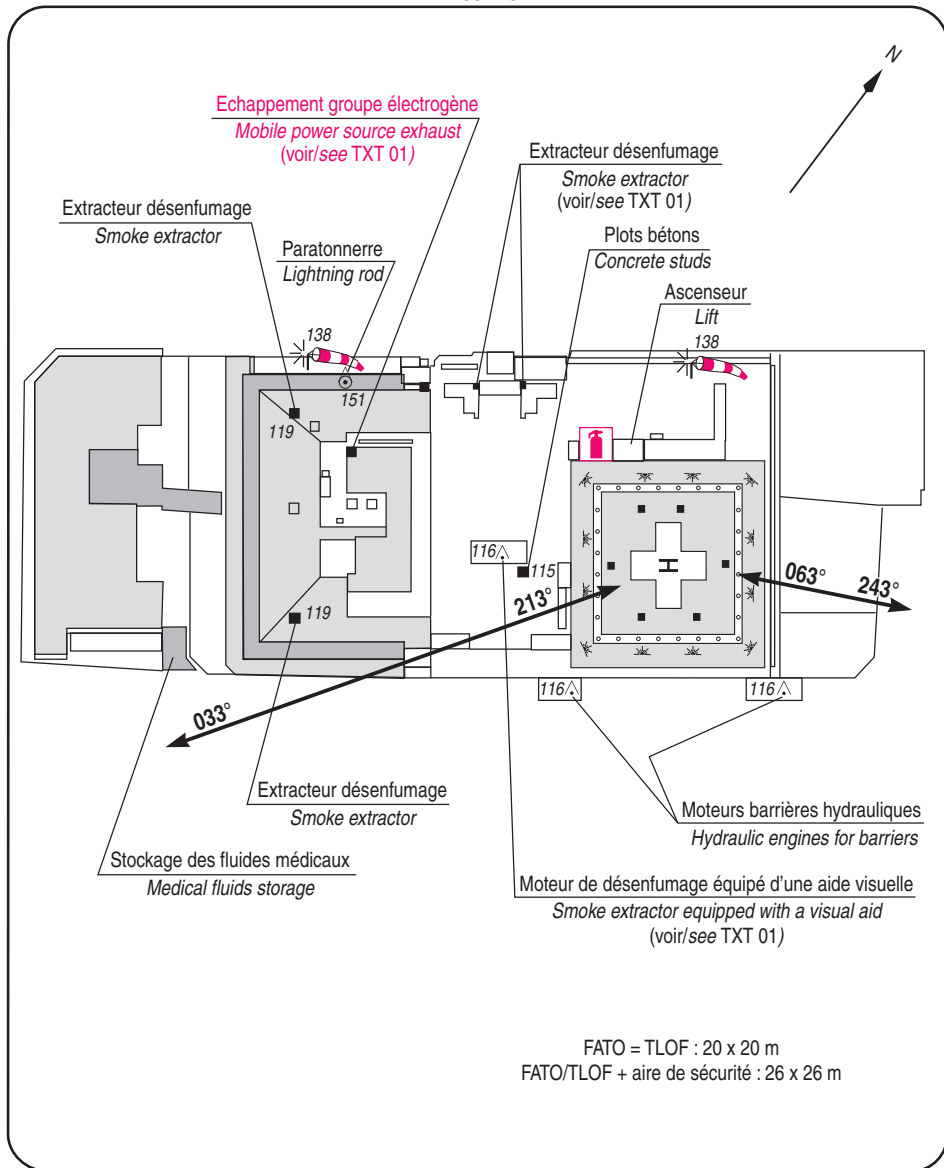 N
Echappement groupe électrogène
Mobile power source exhaust
(voir/see TXT 01)
Extracteur désenfumage
Smoke extractor
(voir/see TXT 01)
Extracteur désenfumage
Smoke extractor
Paratonnerre
Lightning rod
Plots bétons
Concrete studs
Ascenseur
Lift
138
138
151
119
116
115
H
063°
243°
213°
119
116
116
033°
Extracteur désenfumage
Smoke extractor
Moteurs barrières hydrauliques
Hydraulic engines for barriers
Stockage des fluides médicaux
Medical fluids storage
Moteur de désenfumage équipé d'une aide visuelle
Smoke extractor equipped with a visual aid
(voir/see TXT 01)
FATO = TLOF : 20 x 20 m
FATO/TLOF + aire de sécurité : 26 x 26 m